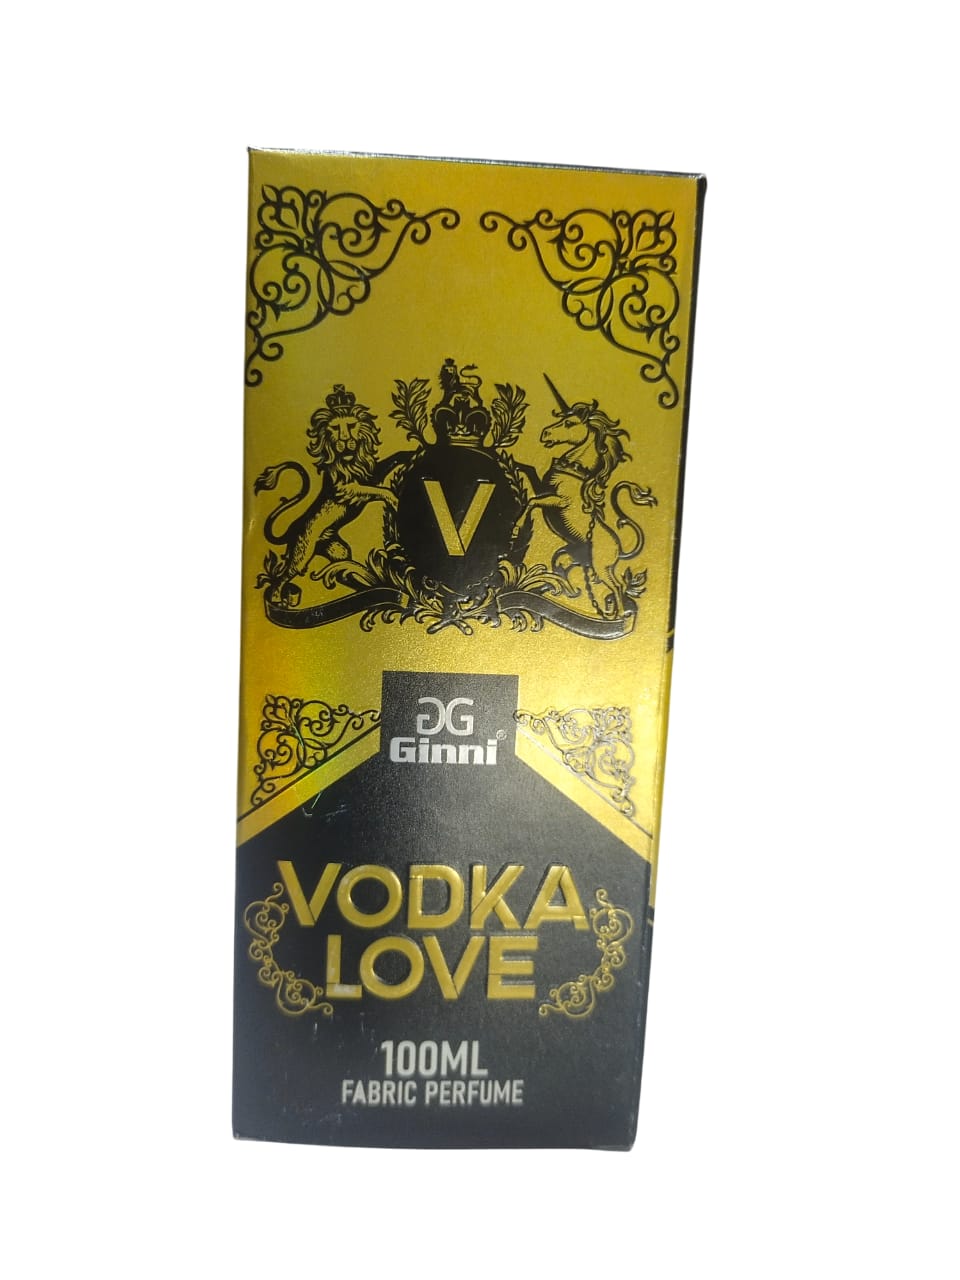 V
GG
Ginni®
VODKA
LOVE
100ML
FABRIC PERFUME